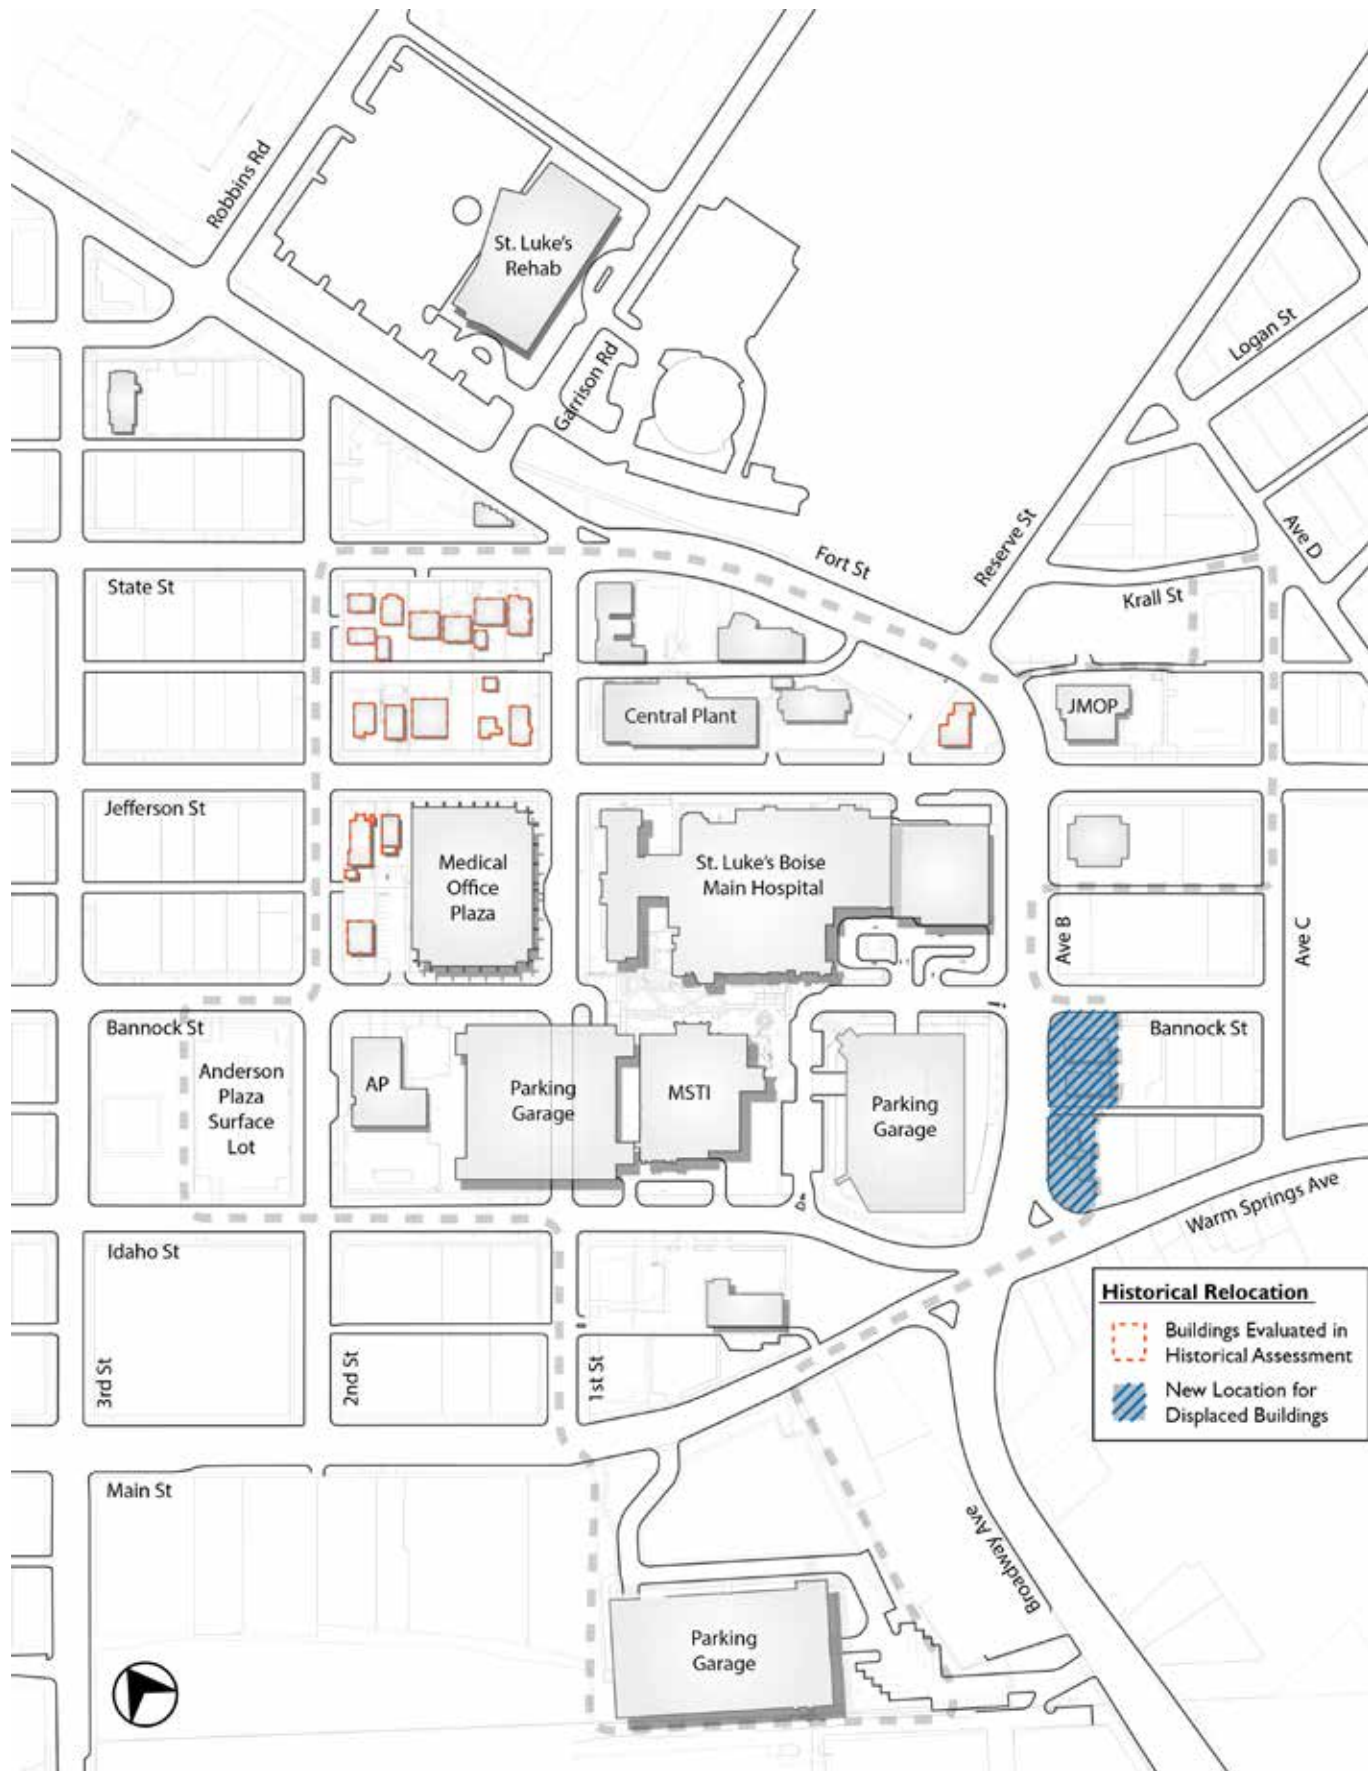 Robbins Rd
St. Luke's
Rehab
Garrison Rd
Logan St
Fort St
Reserve St
Ave D
Krall St
State St
Central Plant
JMOP
Jefferson St
Medical
Office
Plaza
St. Luke's Boise
Main Hospital
Ave B
Ave C
Bannock St
Bannock St
Anderson
Plaza
Surface
Lot
AP
Parking
Garage
MSTI
Parking
Garage
Warm Springs Ave
Idaho St
3rd St
2nd St
1st St
Historical Relocation
Buildings Evaluated in
Historical Assessment
New Location for
Displaced Buildings
Main St
Broadway Ave
Parking
Garage